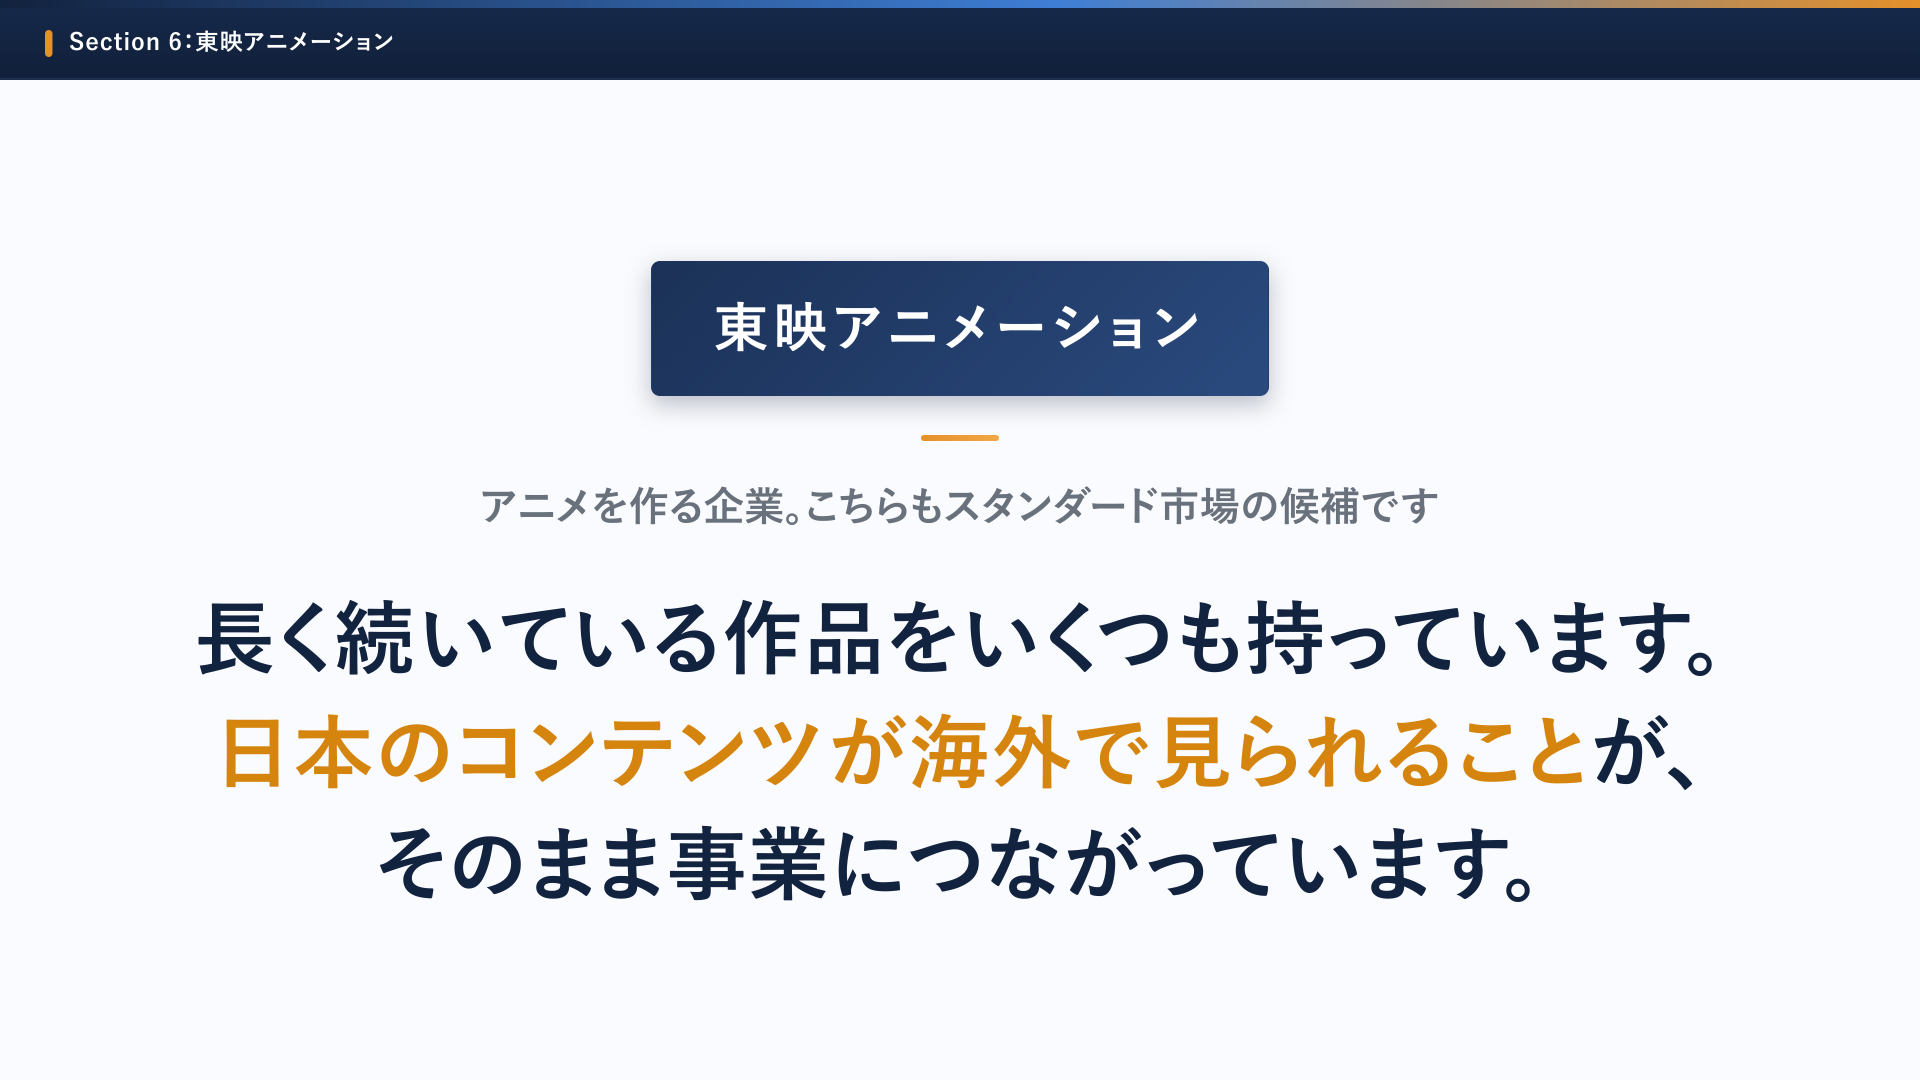 Section 6：東映アニメーション
東映アニメーション
アニメを作る企業。こちらもスタンダード市場の候補です
長く続いている作品をいくつも持っています。
日本のコンテンツが海外で見られることが、
そのまま事業につながっています。